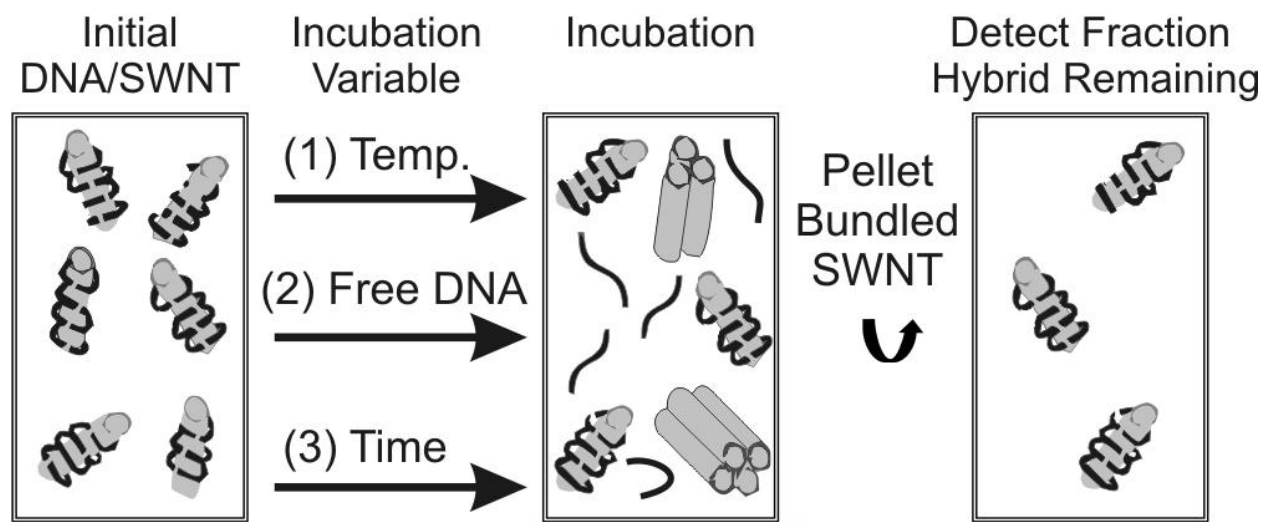 Initial
DNA/SWNT
Incubation
Variable
Incubation
Detect Fraction
Hybrid Remaining
(1) Temp.
(2) Free DNA
(3) Time
Pellet
Bundled
SWNT